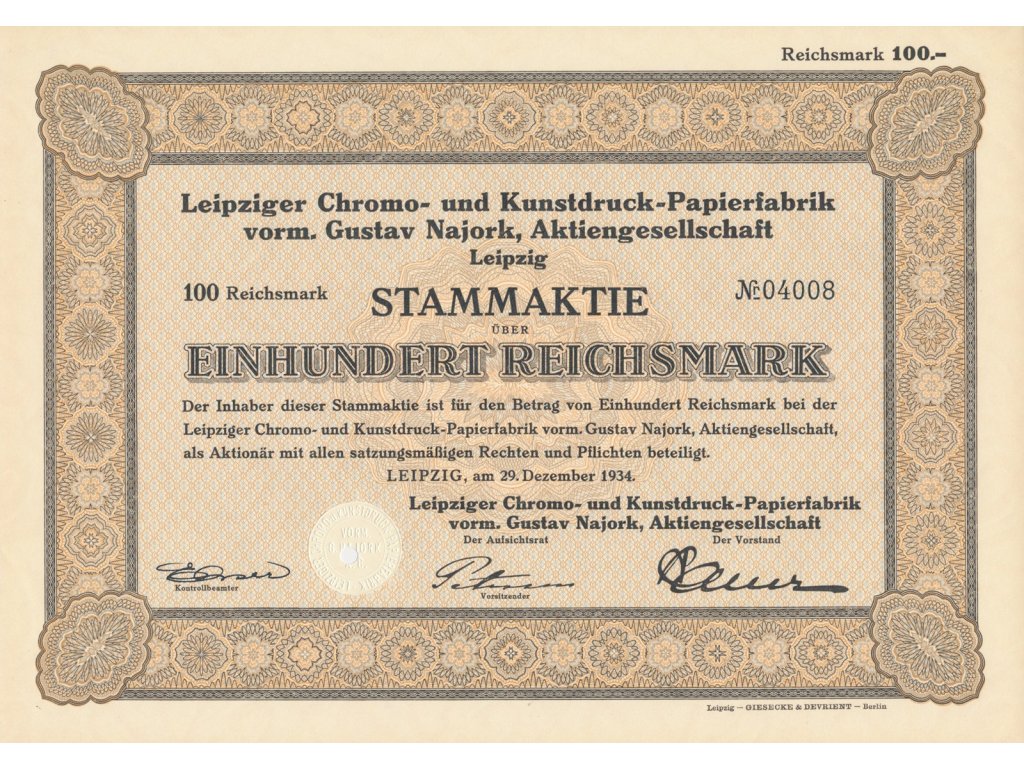 Reichsmark 100.–
Leipziger Chromo- und Kunstdruck-Papierfabrik
vorm. Gustav Najork, Aktiengesellschaft
Leipzig
100 Reichsmark STAMMAKTIE № 04008
ÜBER
EINHUNDERT REICHSMARK
Der Inhaber dieser Stammaktie ist für den Betrag von Einhundert Reichsmark bei der
Leipziger Chromo- und Kunstdruck-Papierfabrik vorm. Gustav Najork, Aktiengesellschaft,
als Aktionär mit allen satzungsmäßigen Rechten und Pflichten beteiligt.
LEIPZIG, am 29. Dezember 1934.
Leipziger Chromo- und Kunstdruck-Papierfabrik
vorm. Gustav Najork, Aktiengesellschaft
Der Aufsichtsrat Der Vorstand
Kontrollbeamter
Vorsitzender
Leipzig — GIESECKE & DEVRIENT — Berlin